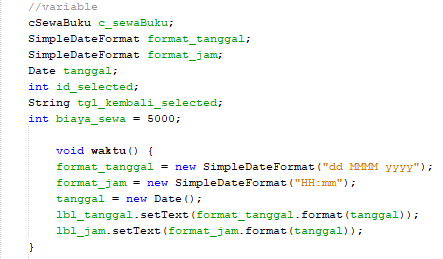 //variable
cSewaBuku c_sewaBuku;
SimpleDateFormat format_tanggal;
SimpleDateFormat format_jam;
Date tanggal;
int id_selected;
String tgl_kembali_selected;
int biaya_sewa = 5000;
void waktu() {
format_tanggal = new SimpleDateFormat("dd MMMM yyyy");
format_jam = new SimpleDateFormat("HH:mm");
tanggal = new Date();
lbl_tanggal.setText(format_tanggal.format(tanggal));
lbl_jam.setText(format_jam.format(tanggal));
}